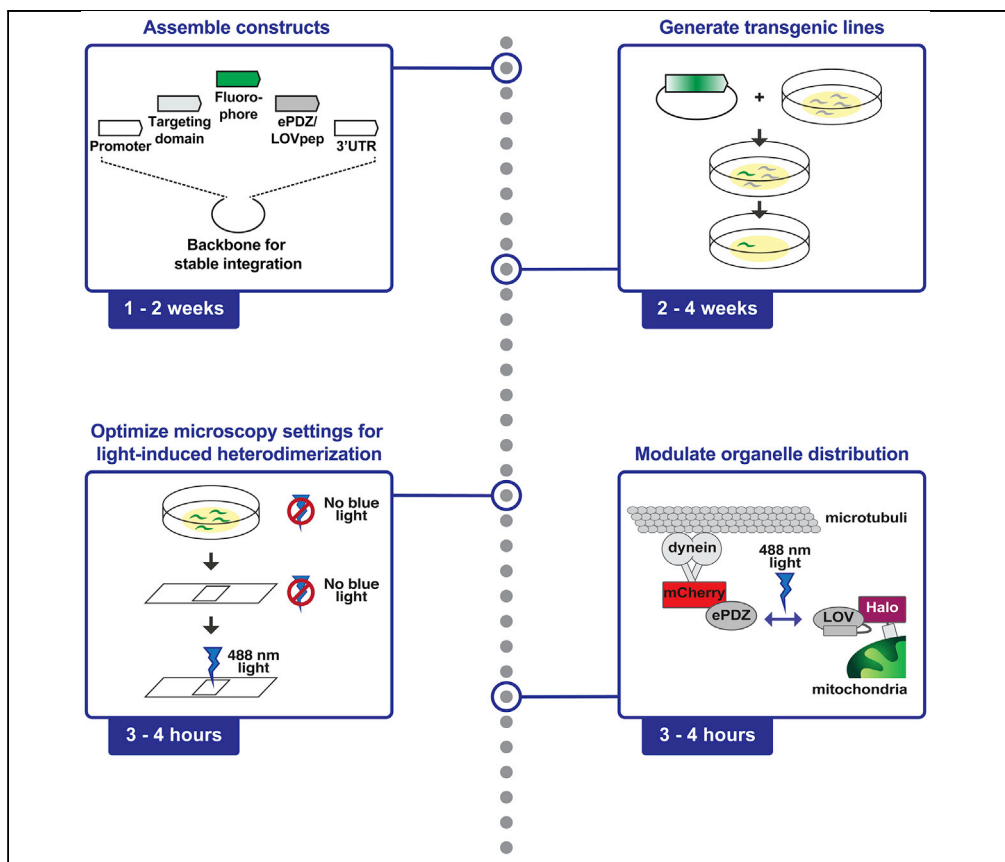 Assemble constructs
Fluoro-
phore
Targeting
domain
ePDZ/
LOVpep
Promoter
3'UTR
Backbone for
stable integration
1 - 2 weeks
Generate transgenic lines
+
2 - 4 weeks
Optimize microscopy settings for
light-induced heterodimerization
No blue
light
No blue
light
488 nm
light
3 - 4 hours
Modulate organelle distribution
microtubuli
dynein
488 nm
light
mCherry
ePDZ
LOV
Halo
mitochondria
3 - 4 hours